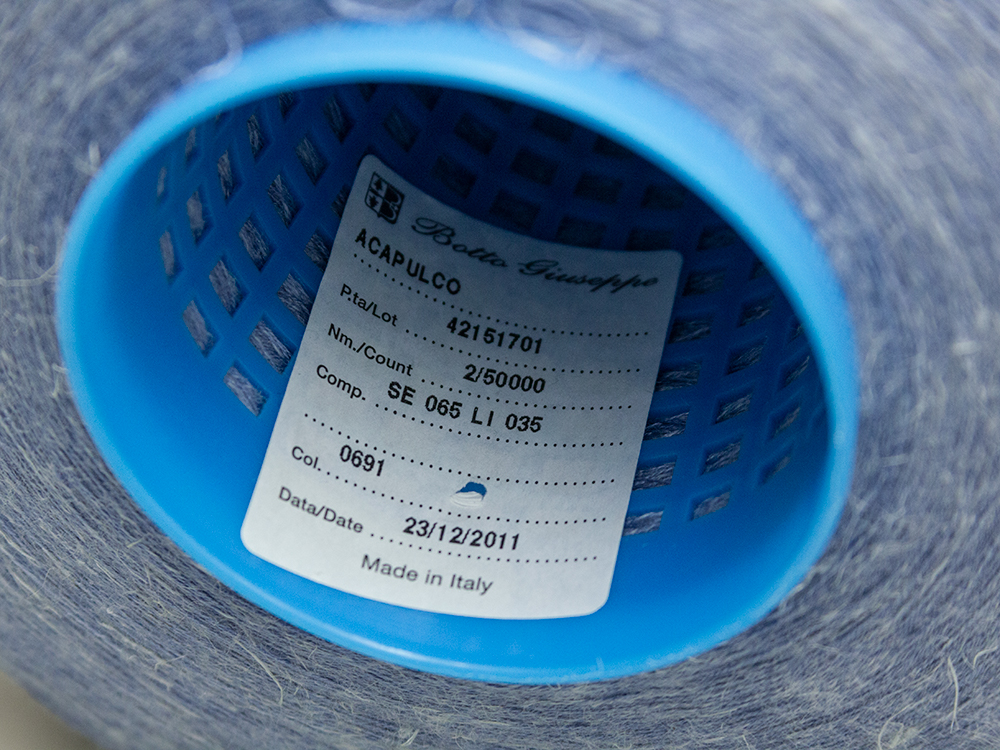 Botto Giuseppe
ACAPULCO
P.ta/Lot 42151701
Nm./Count 2/50000
Comp. SE 065 LI 035
Col. 0691
Data/Date 23/12/2011
Made in Italy